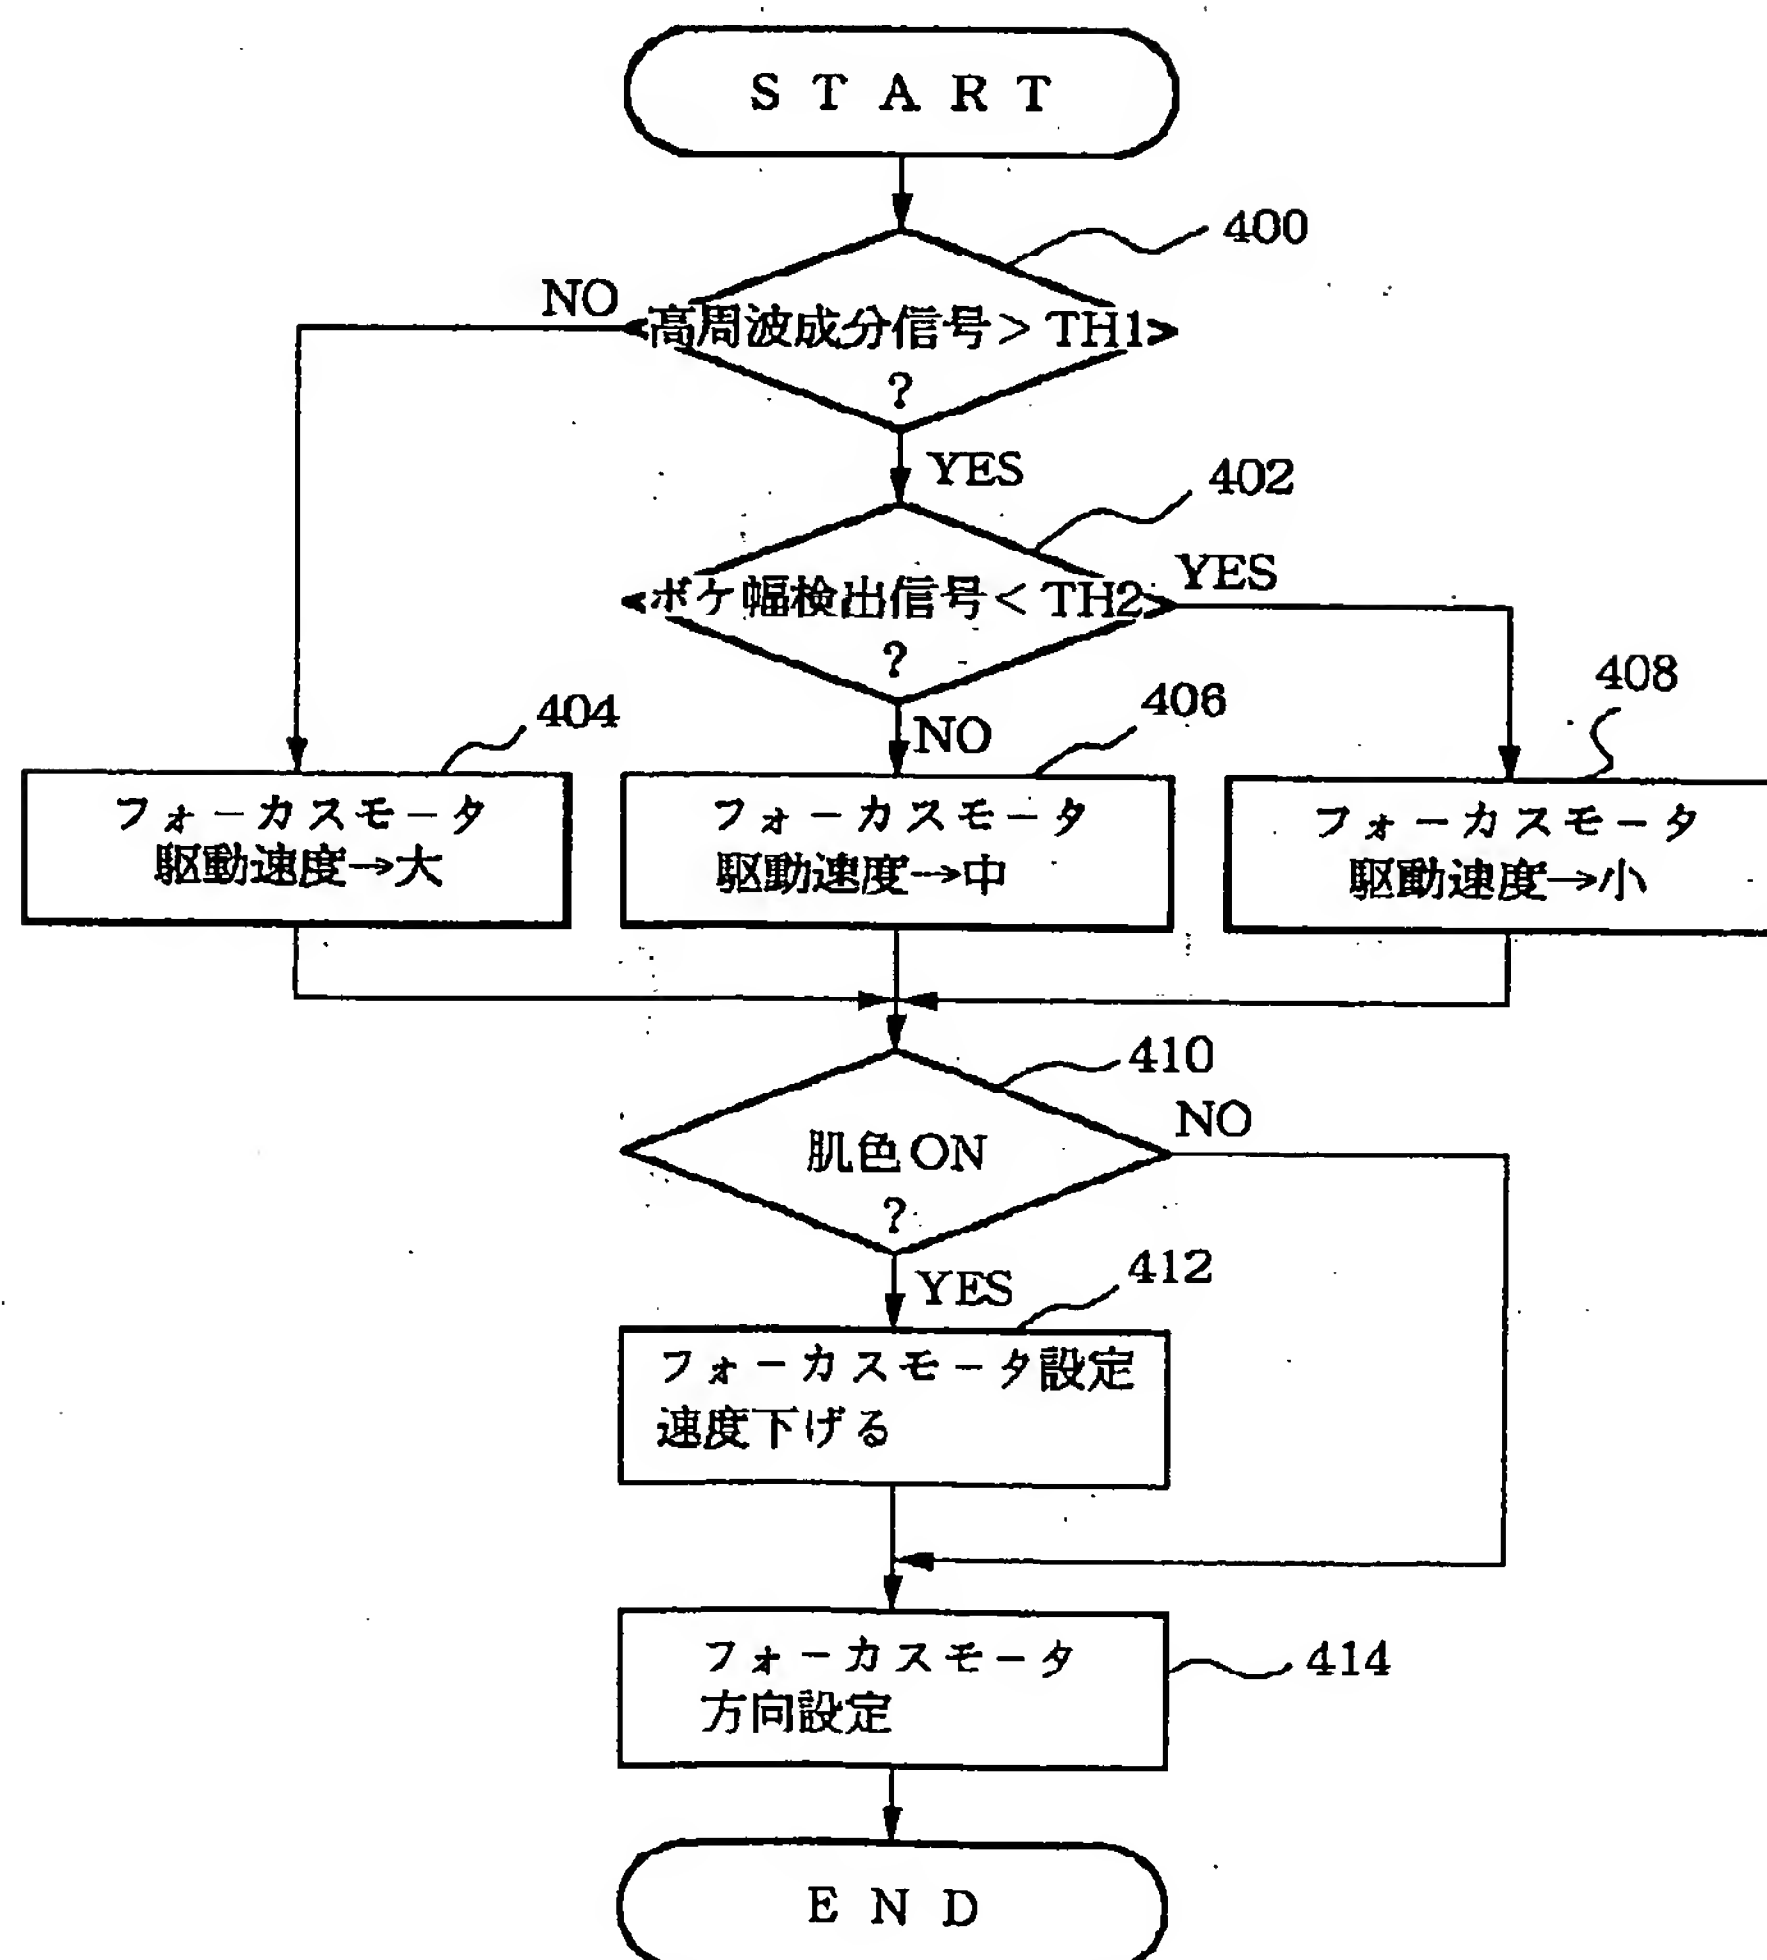 START
400
NO
高周波成分信号 > TH1
?
YES
402
ボケ幅検出信号 < TH2
?
YES
NO
404
406
408
フォーカスモータ
駆動速度→大
フォーカスモータ
駆動速度→中
フォーカスモータ
駆動速度→小
410
肌色ON
?
NO
YES
412
フォーカスモータ設定
速度下げる
フォーカスモータ
方向設定
414
END